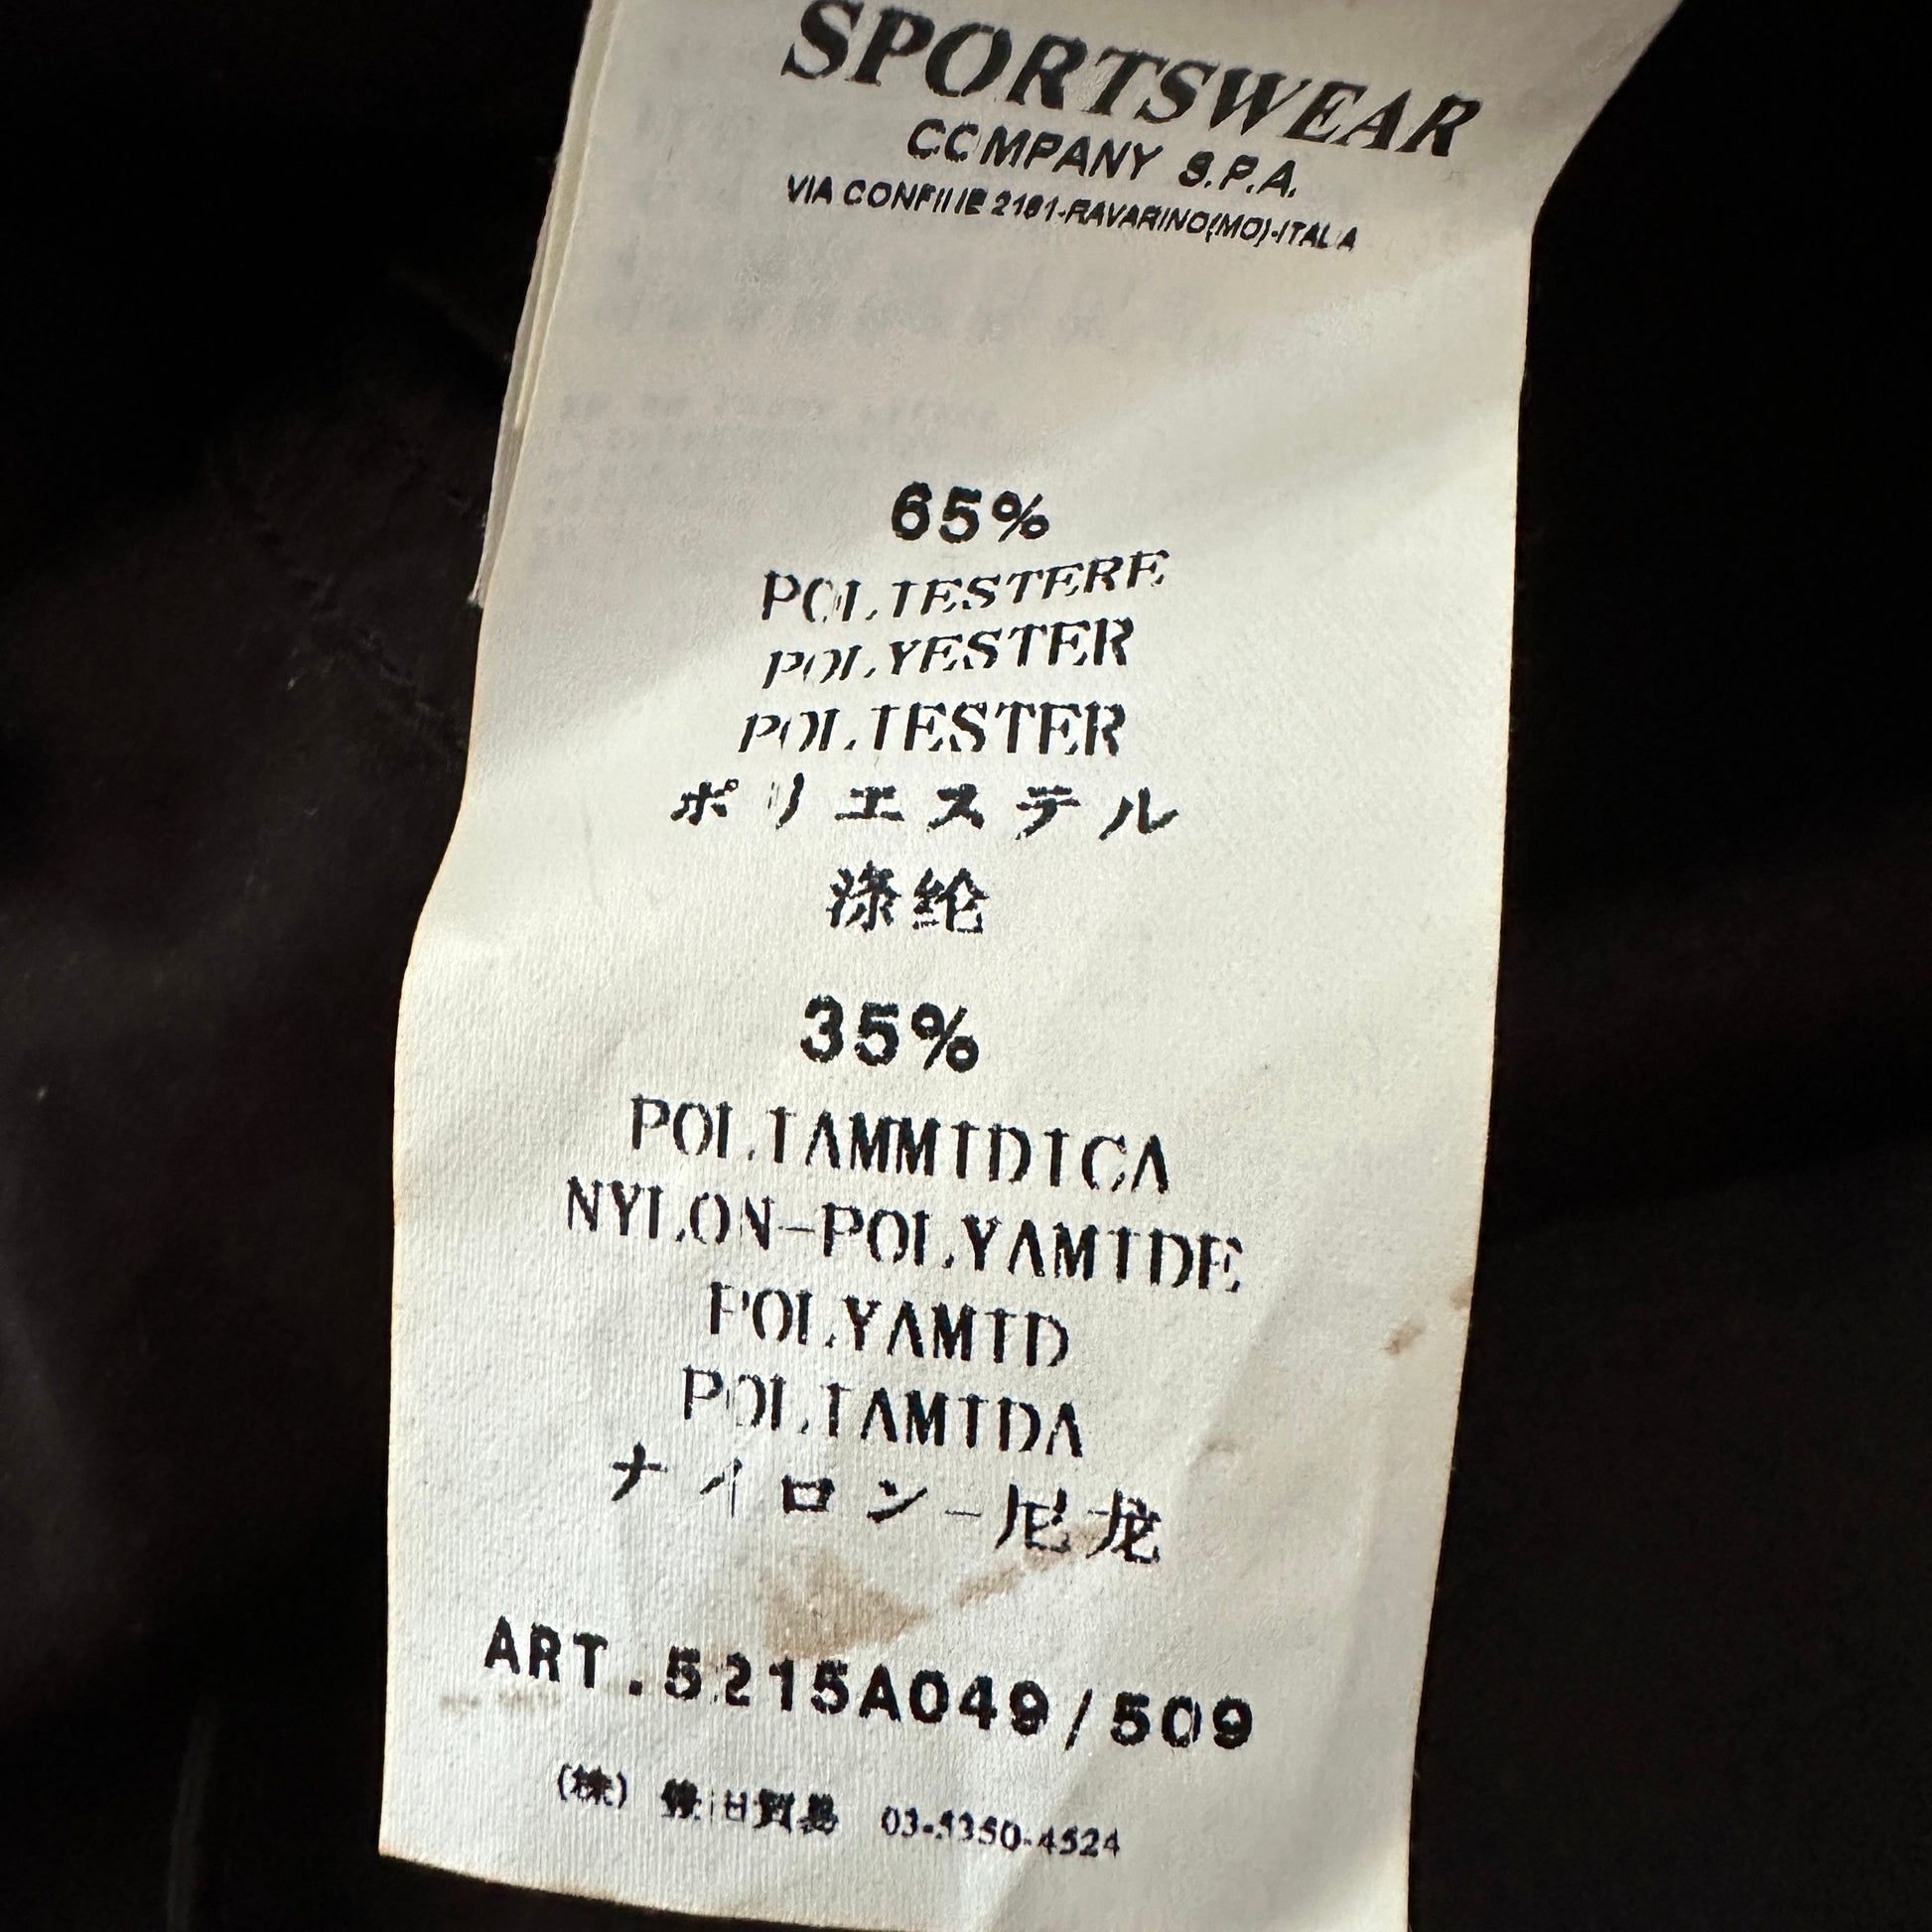 SPORTSWEAR
COMPANY S.P.A.
VIA CONFINE 2161-RAVARINO(MO)-ITALIA
65%
POLIESTERE
POLYESTER
POLIESTER
ポリエステル
涤纶
35%
POLIAMMIDICA
NYLON-POLYAMIDE
POLYAMID
POLIAMIDA
ナイロン-尼龙
ART.5215A049/509
(株) 03-5350-4524